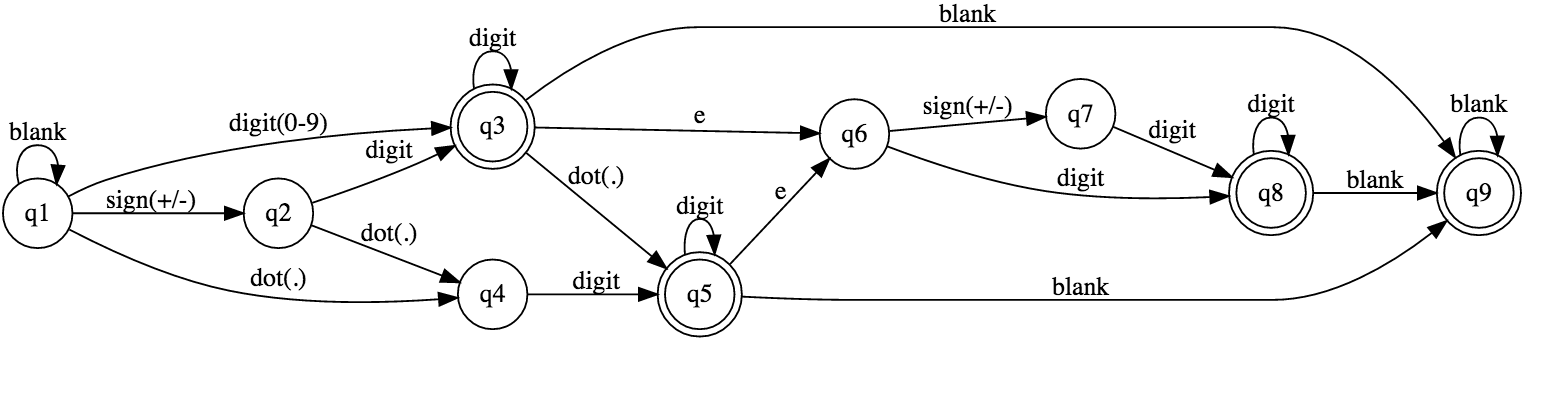 blank
digit
blank
digit(0-9)
q3
e
sign(+/-)
q7
digit
blank
digit
q6
digit
dot(.)
digit
q1
sign(+/-)
q2
e
digit
q8
blank
q9
dot(.)
digit
dot(.)
q4
digit
q5
blank